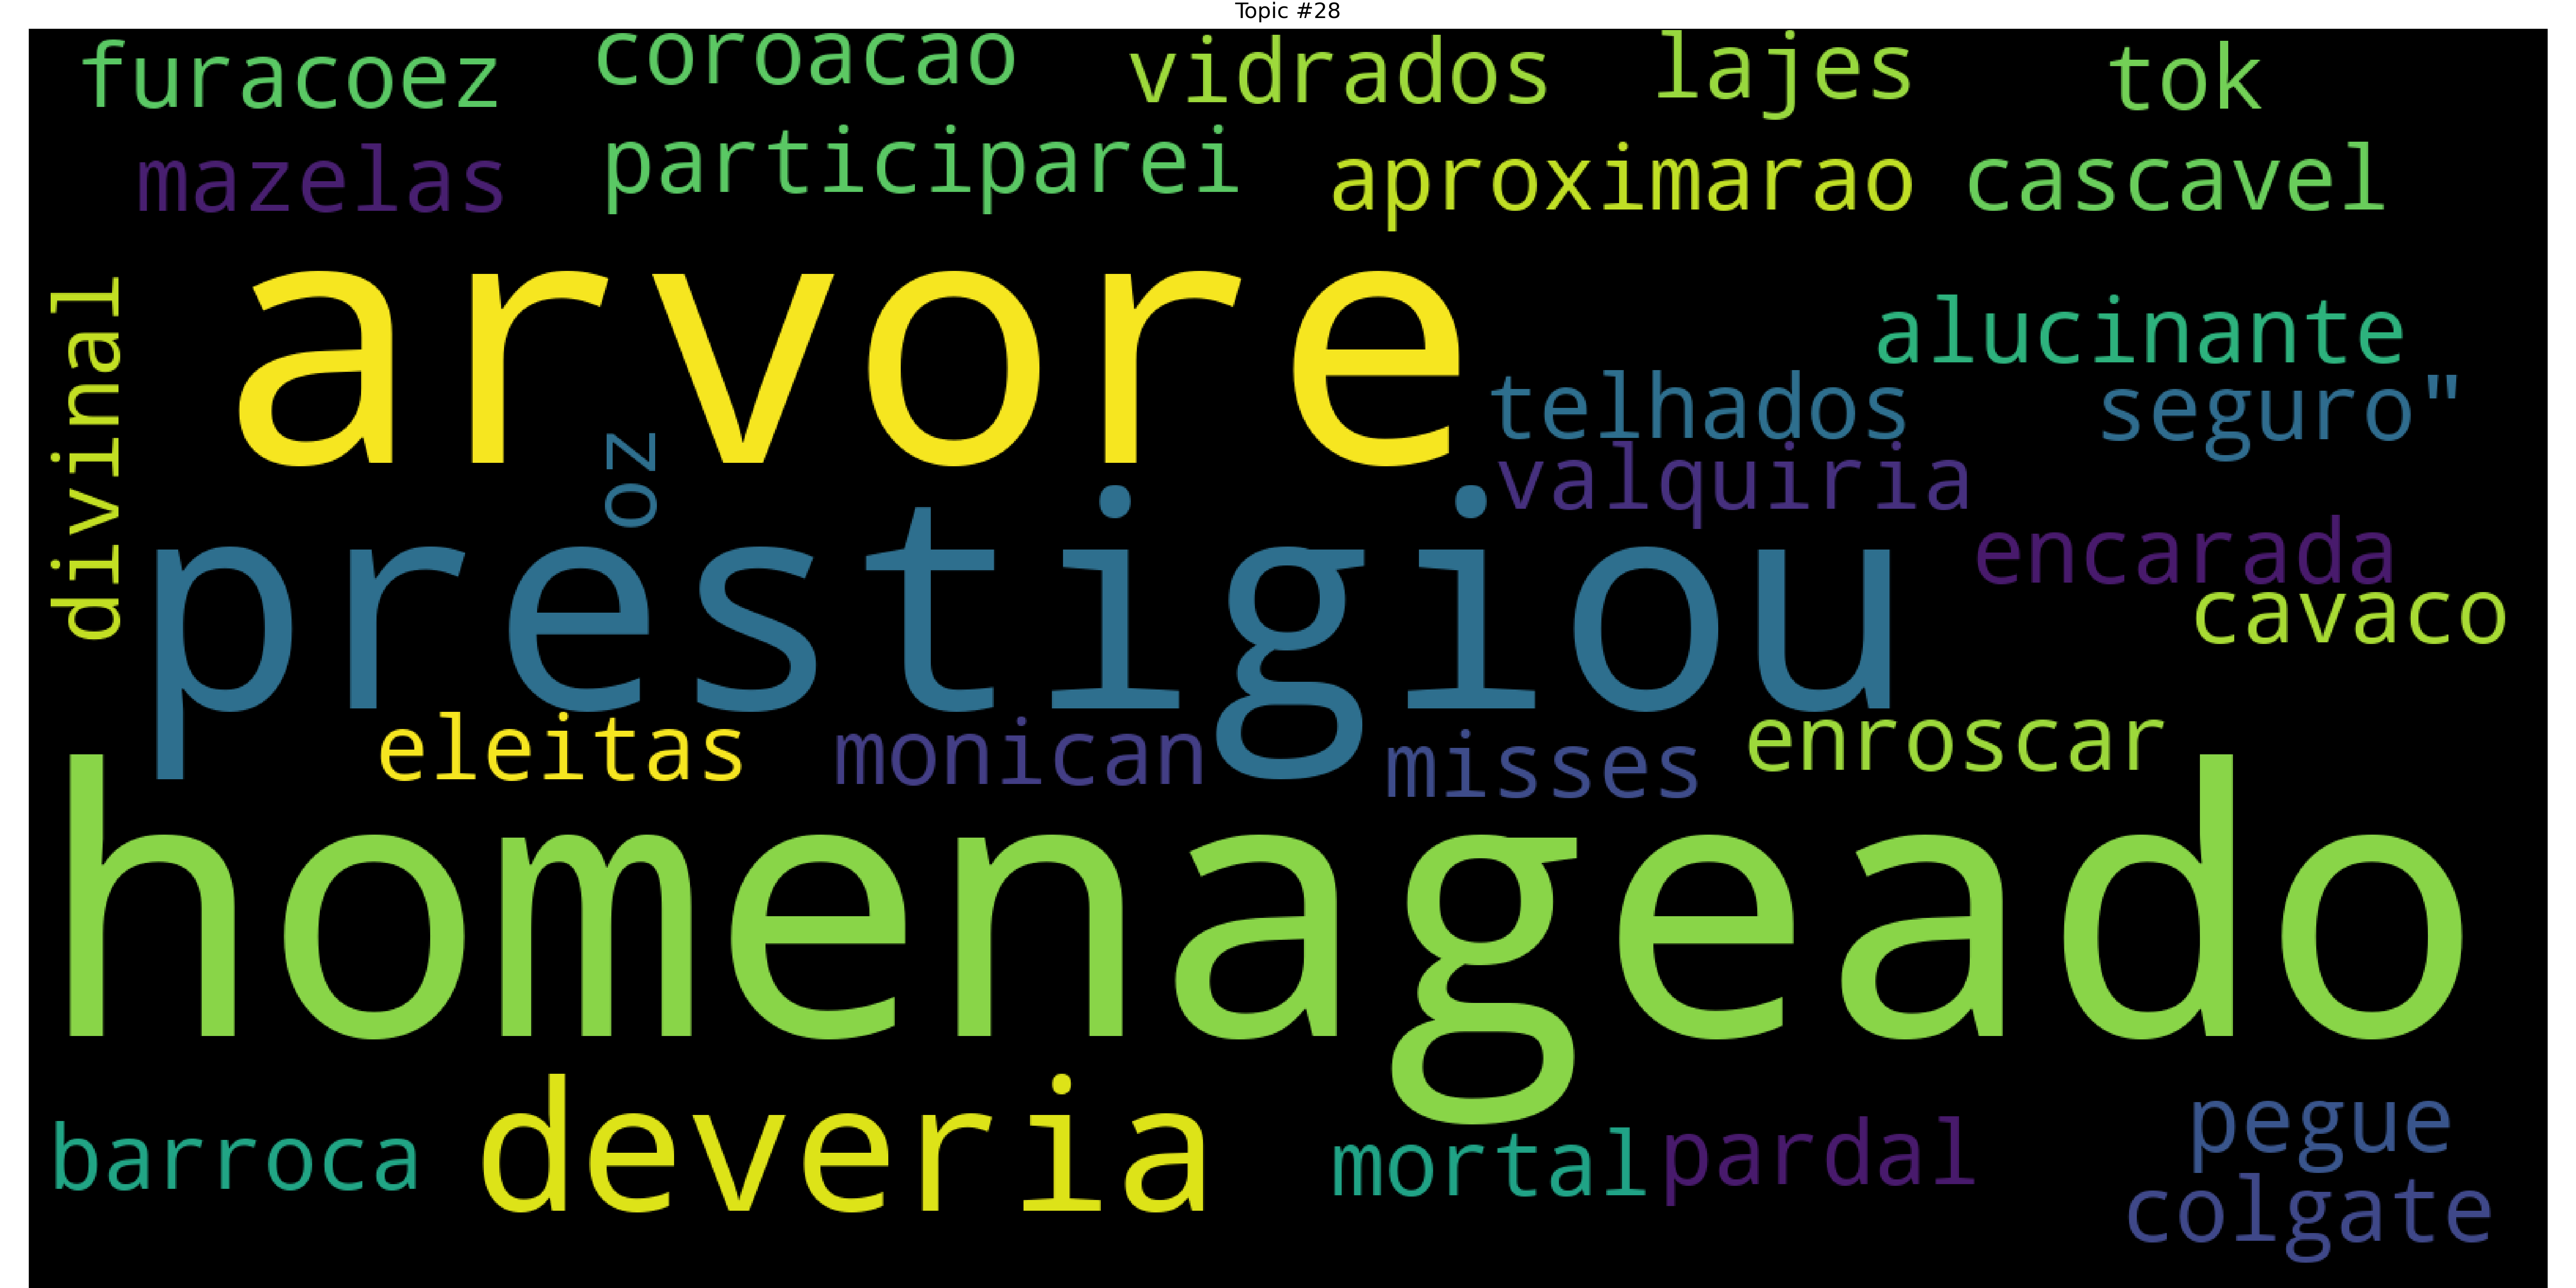 Topic #28
furacoez coroacao vidrados lajes tok
mazelas participarei aproximarao cascavel
divinal
arvore
alucinante
telhados seguro"
oz
valquiria
encarada
prestigiou
cavaco
eleitas monican misses enroscar
homenageado
barroca deveria mortal pardal pegue
colgate